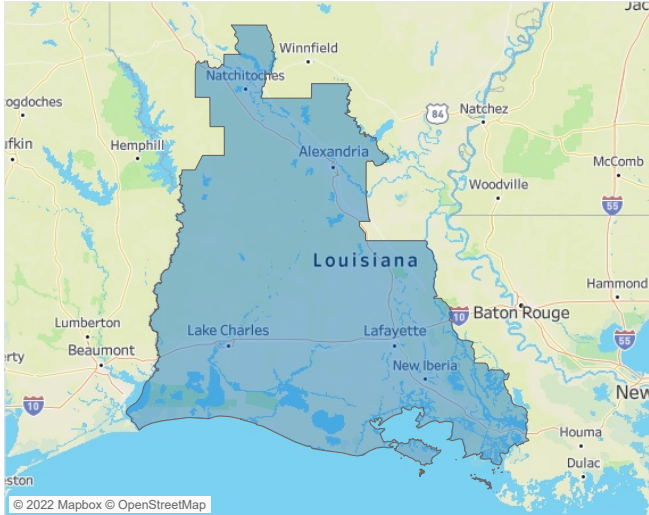 Jac
Winnfield
Natchitoches
ogdoches
84
Natchez
ufkin
Hemphill
Alexandria
McComb
Woodville
55
Louisiana
Hammond
10
Baton Rouge
Lumberton
Lake Charles
Lafayette
55
erty
Beaumont
New Iberia
New
10
Houma
Dulac
eston
© 2022 Mapbox © OpenStreetMap